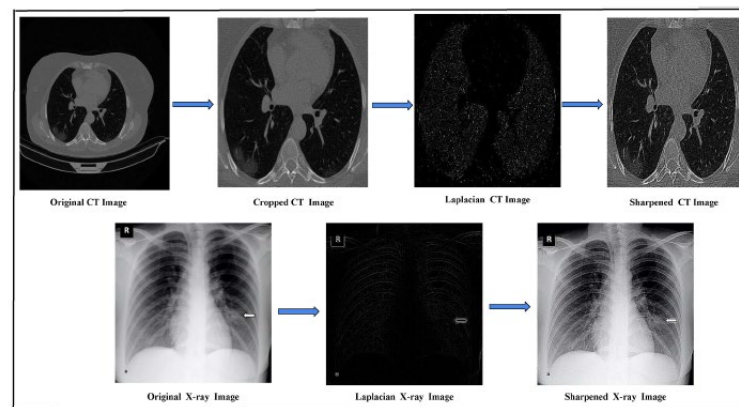 Original CT Image
Cropped CT Image
Laplacian CT Image
Sharpened CT Image
R
R
R
Original X-ray Image
Laplacian X-ray Image
Sharpened X-ray Image